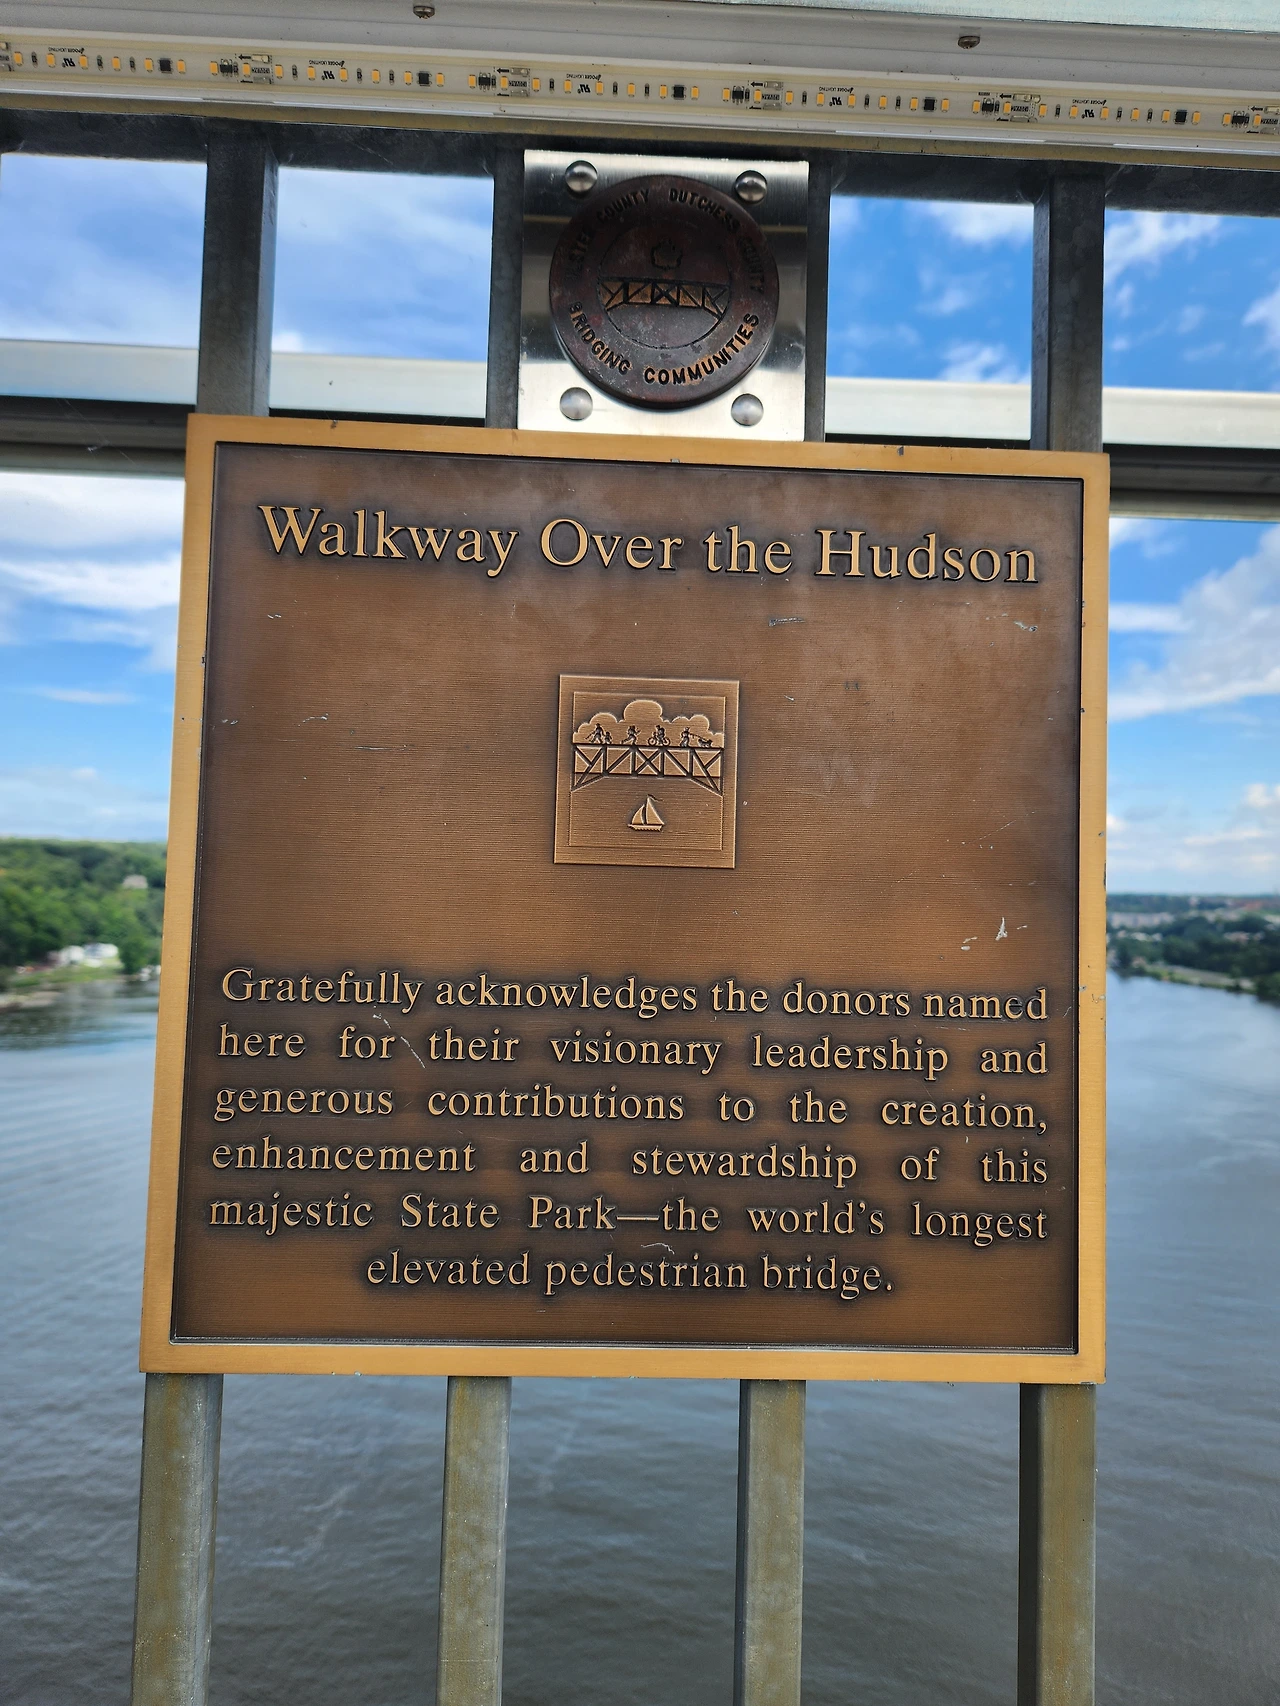 ULSTER COUNTY DUTCHESS COUNTY
BRIDGING COMMUNITIES
Walkway Over the Hudson
Gratefully acknowledges the donors named
here for their visionary leadership and
generous contributions to the creation,
enhancement and stewardship of this
majestic State Park—the world's longest
elevated pedestrian bridge.